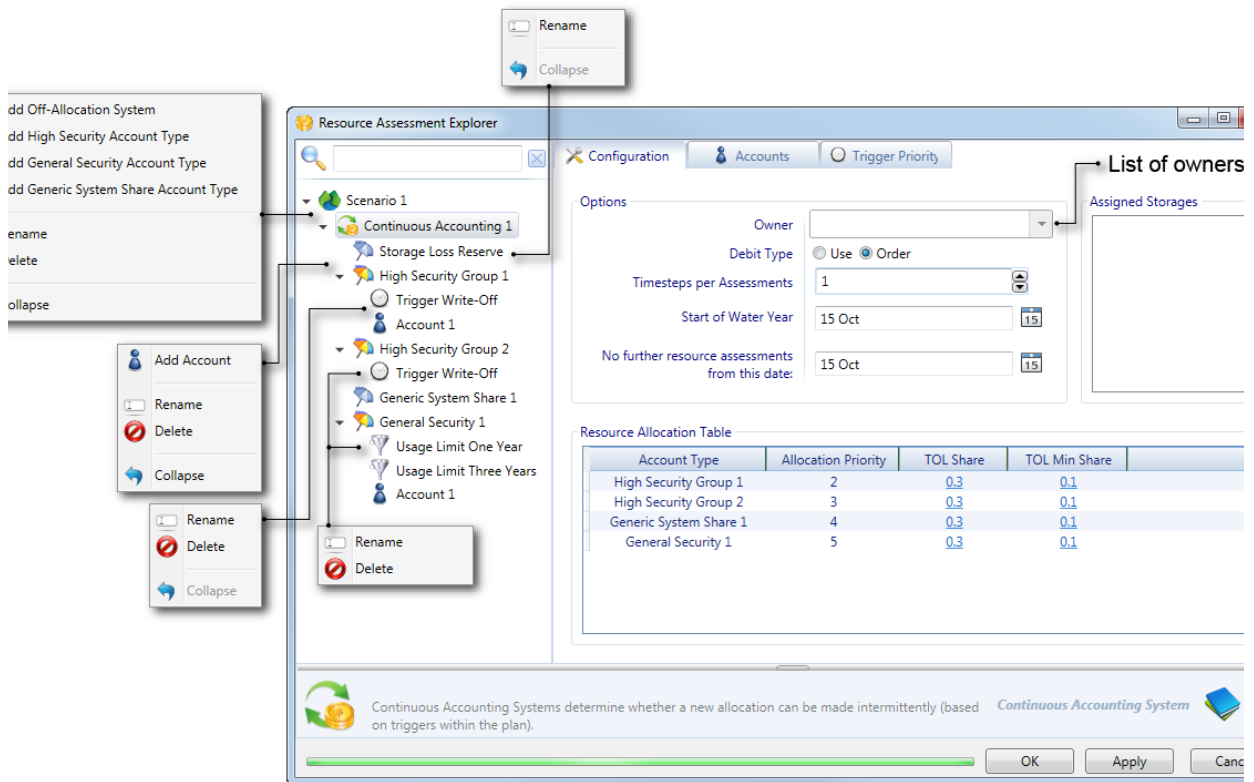 Rename
Collapse
dd Off-Allocation System
dd High Security Account Type
dd General Security Account Type
dd Generic System Share Account Type
ename
elete
ollapse
Resource Assessment Explorer
Scenario 1
Continuous Accounting 1
Storage Loss Reserve
High Security Group 1
Trigger Write-Off
Account 1
High Security Group 2
Trigger Write-Off
Generic System Share 1
General Security 1
Usage Limit One Year
Usage Limit Three Years
Account 1
Add Account
Rename
Delete
Collapse
Rename
Delete
Collapse
Rename
Delete
Configuration Accounts Trigger Priority
List of owners
Options
Owner
Debit Type Use Order
Timesteps per Assessments 1
Start of Water Year 15 Oct 15
No further resource assessments
from this date: 15 Oct 15
Assigned Storages
Resource Allocation Table
Account Type Allocation Priority TOL Share TOL Min Share
High Security Group 1 2 0.3 0.1
High Security Group 2 3 0.3 0.1
Generic System Share 1 4 0.3 0.1
General Security 1 5 0.3 0.1
Continuous Accounting Systems determine whether a new allocation can be made intermittently (based
on triggers within the plan).
Continuous Accounting System
OK Apply Canc